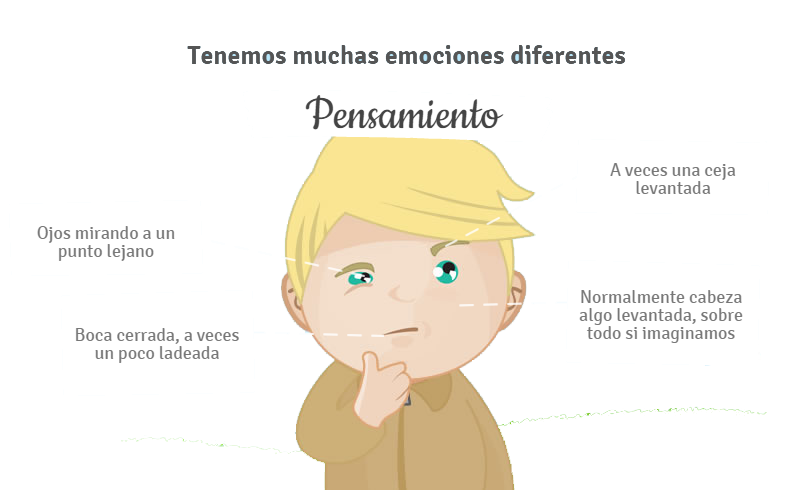 Tenemos muchas emociones diferentes
Pensamiento
A veces una ceja
levantada
Ojos mirando a un
punto lejano
Normalmente cabeza
algo levantada, sobre
todo si imaginamos
Boca cerrada, a veces
un poco ladeada